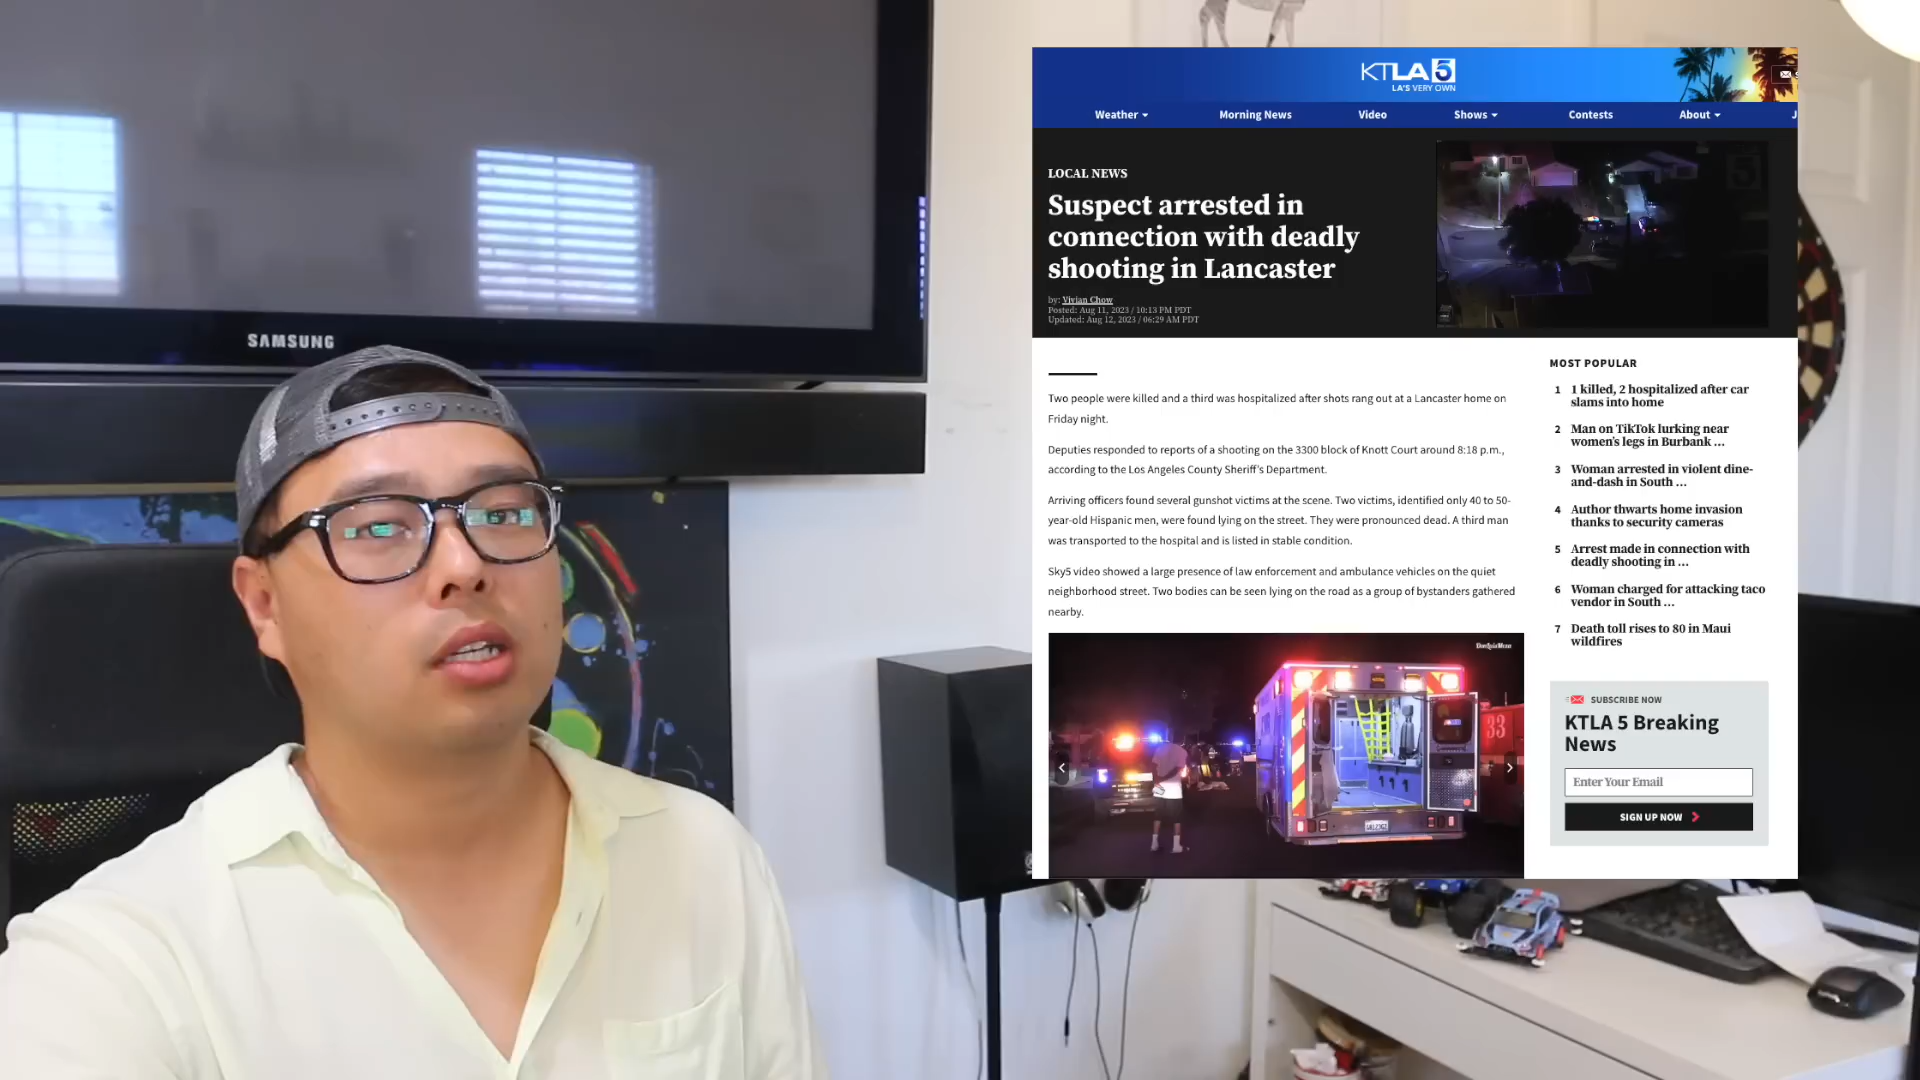 SAMSUNG
KTLA 5
LA'S VERY OWN
Weather
Morning News
Video
Shows
Contests
About
LOCAL NEWS
Suspect arrested in
connection with deadly
shooting in Lancaster
by: Vivian Chow
Posted: Aug 11, 2023 / 10:13 PM PDT
Updated: Aug 12, 2023 / 06:29 AM PDT
Two people were killed and a third was hospitalized after shots rang out at a Lancaster home on
Friday night.
Deputies responded to reports of a shooting on the 3300 block of Knott Court around 8:18 p.m.,
according to the Los Angeles County Sheriff's Department.
Arriving officers found several gunshot victims at the scene. Two victims, identified only 40 to 50-
year-old Hispanic men, were found lying on the street. They were pronounced dead. A third man
was transported to the hospital and is listed in stable condition.
Sky5 video showed a large presence of law enforcement and ambulance vehicles on the quiet
neighborhood street. Two bodies can be seen lying on the road as a group of bystanders gathered
nearby.
33
MOST POPULAR
1 1 killed, 2 hospitalized after car
slams into home
2 Man on TikTok lurking near
women's legs in Burbank ...
3 Woman arrested in violent dine-
and-dash in South ...
4 Author thwarts home invasion
thanks to security cameras
5 Arrest made in connection with
deadly shooting in ...
6 Woman charged for attacking taco
vendor in South ...
7 Death toll rises to 80 in Maui
wildfires
SUBSCRIBE NOW
KTLA 5 Breaking
News
Enter Your Email
SIGN UP NOW